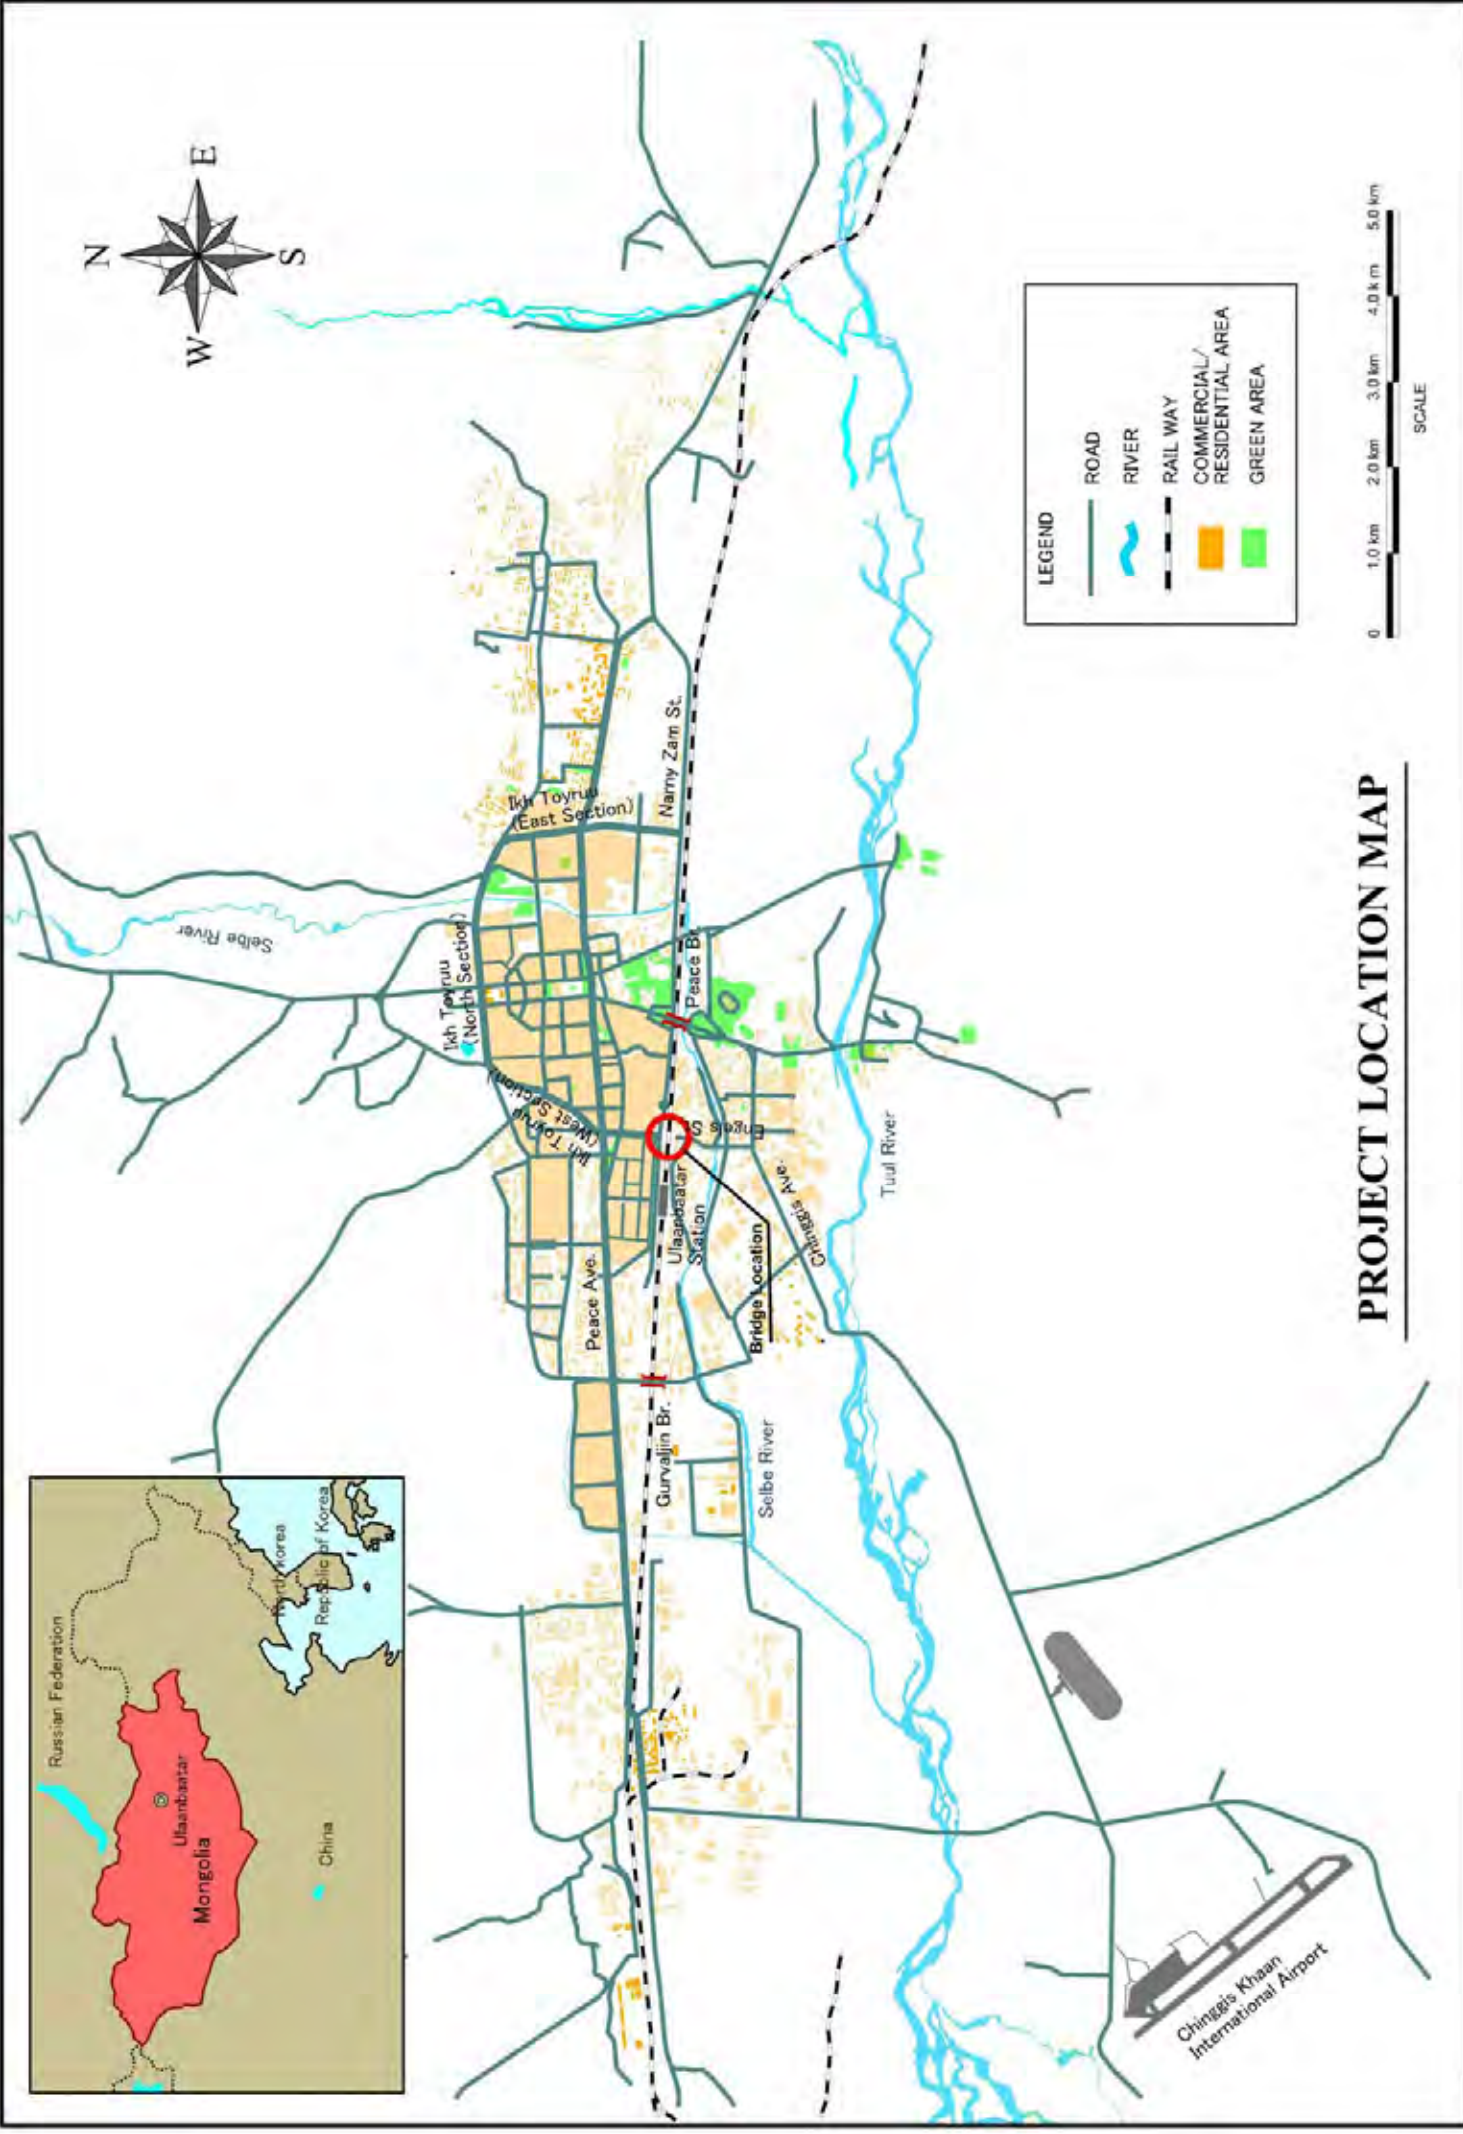 Russian Federation
Ulaanbaatar
Mongolia
China
North Korea
Republic of Korea
N
E
S
W
Selbe River
Ikh Toyruu
(North Section)
Ikh Toyruu
(East Section)
Ikh Toyruu
(West Section)
Narny Zam St.
Peace Ave.
Peace Br.
Engels St.
Ulaanbaatar
Station
Gurvaljin Br.
Bridge Location
Chinggis Ave.
Selbe River
Tuul River
Chinggis Khaan
International Airport
LEGEND
ROAD
RIVER
RAIL WAY
COMMERCIAL/
RESIDENTIAL AREA
GREEN AREA
0 1.0 km 2.0 km 3.0 km 4.0 k m 5.0 km
SCALE
PROJECT LOCATION MAP